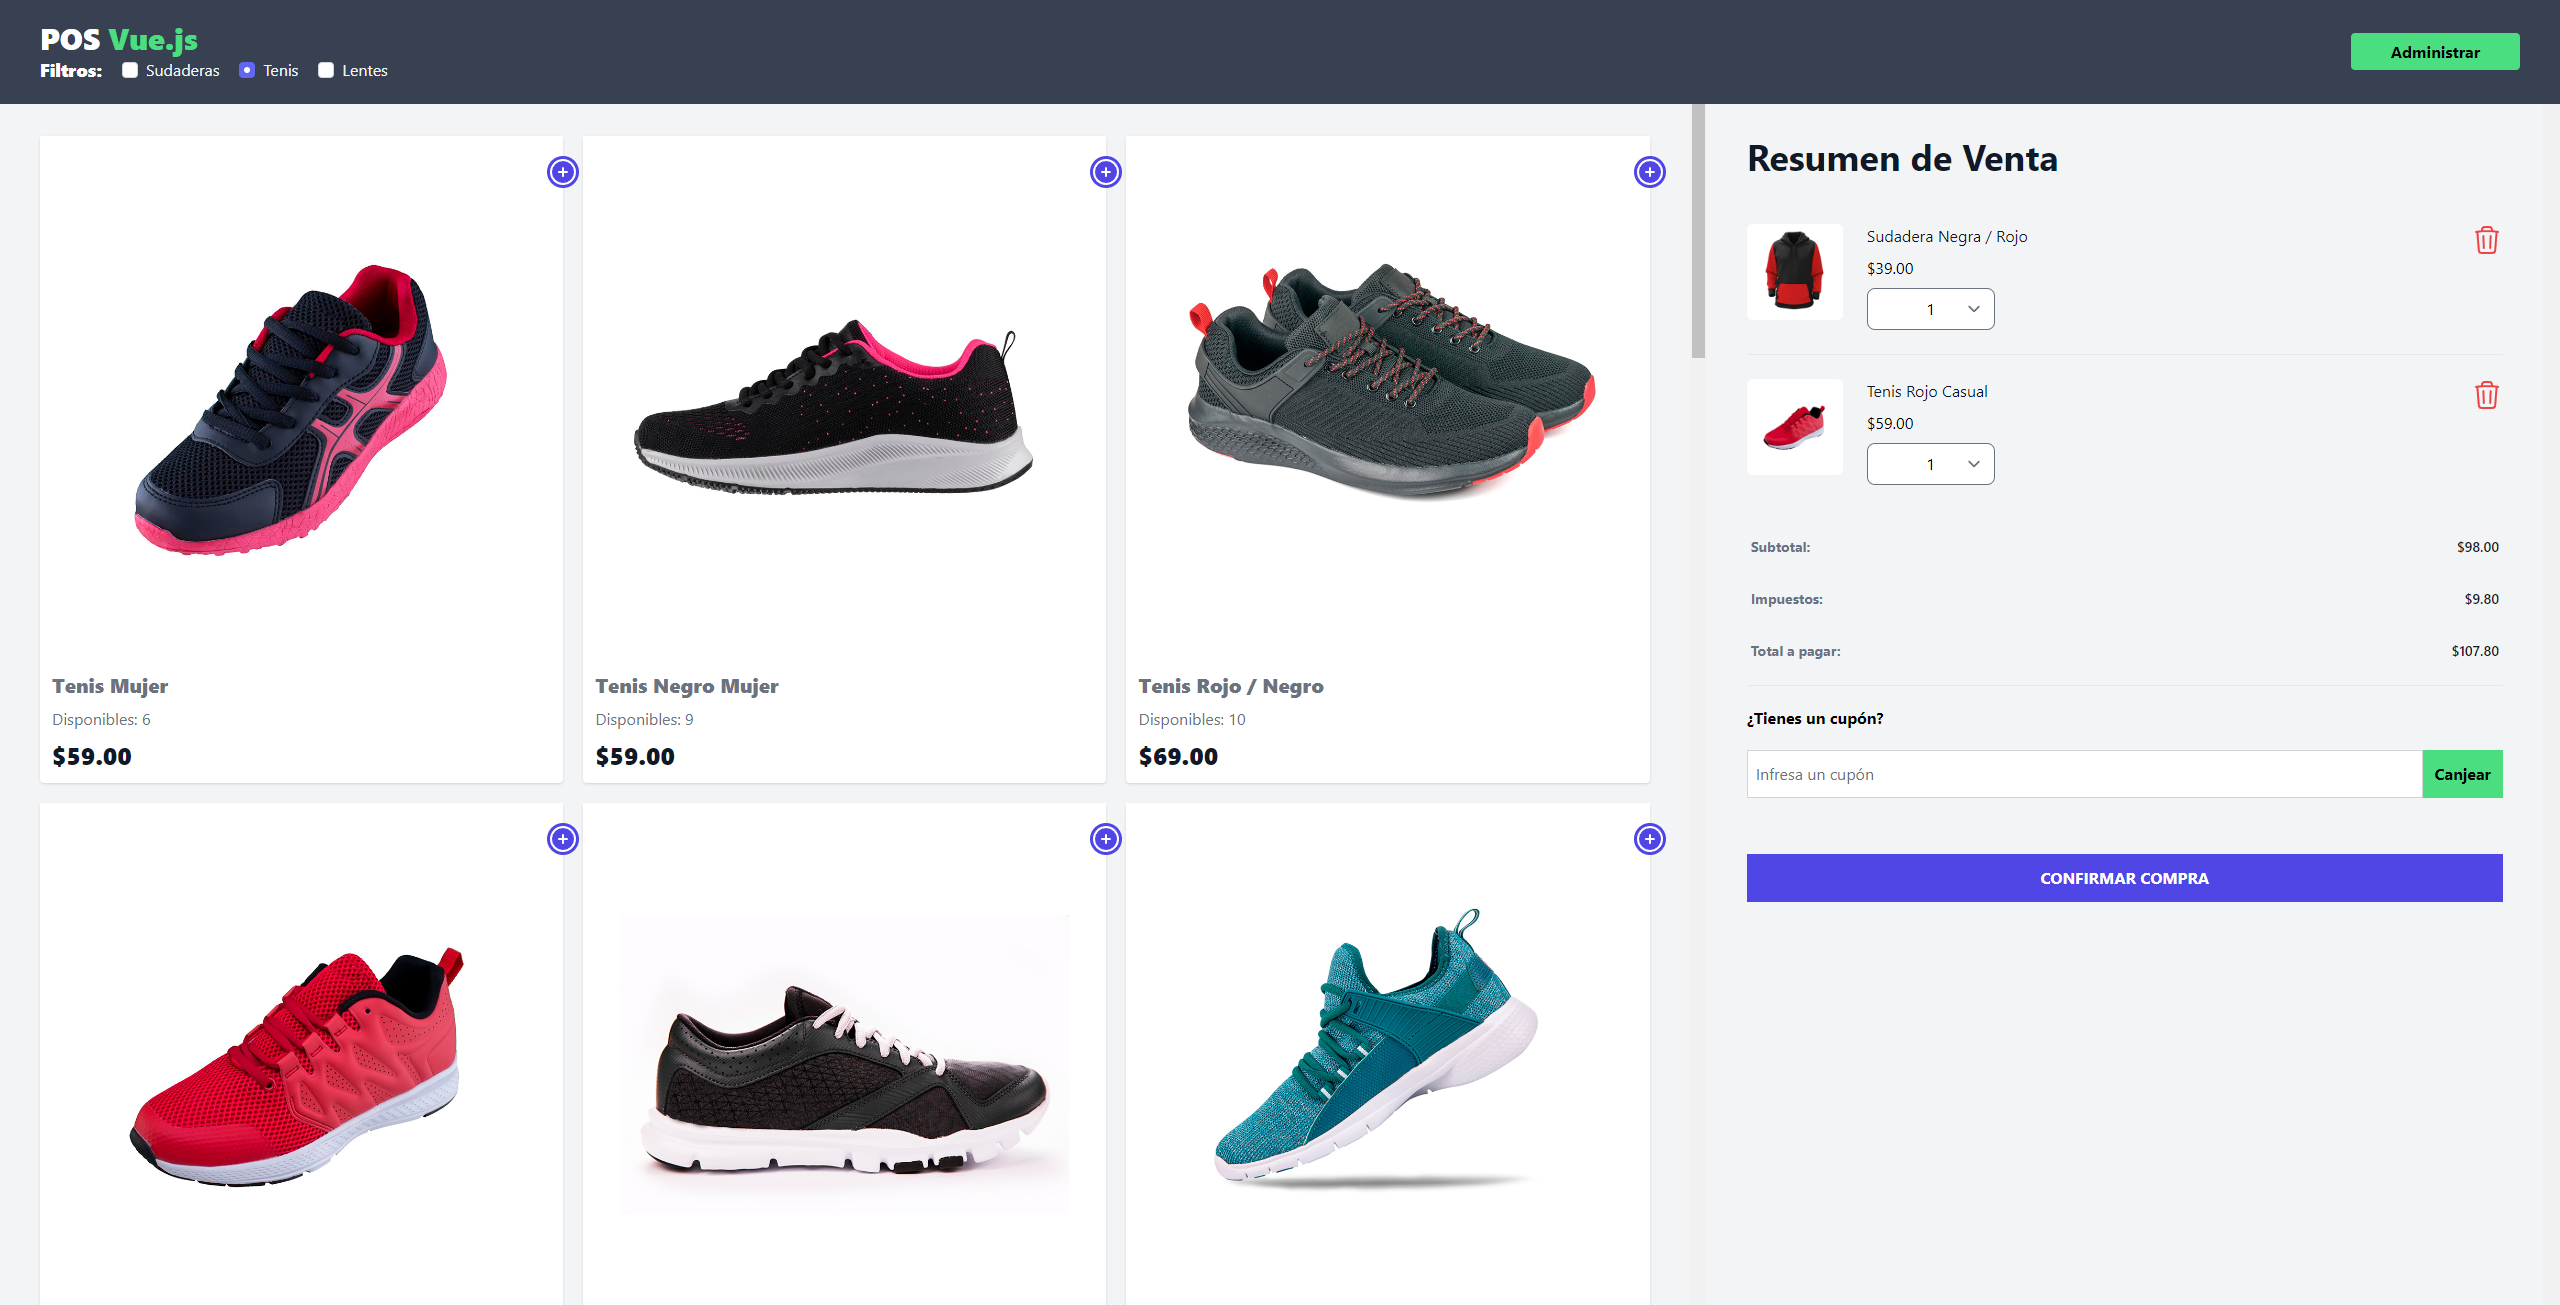 POS Vue.js
Filtros: Sudaderas Tenis Lentes
Administrar
Tenis Mujer
Disponibles: 6
$59.00
Tenis Negro Mujer
Disponibles: 9
$59.00
Tenis Rojo / Negro
Disponibles: 10
$69.00
Resumen de Venta
Sudadera Negra / Rojo
$39.00
1
Tenis Rojo Casual
$59.00
1
Subtotal: $98.00
Impuestos: $9.80
Total a pagar: $107.80
¿Tienes un cupón?
Infresa un cupón
Canjear
CONFIRMAR COMPRA